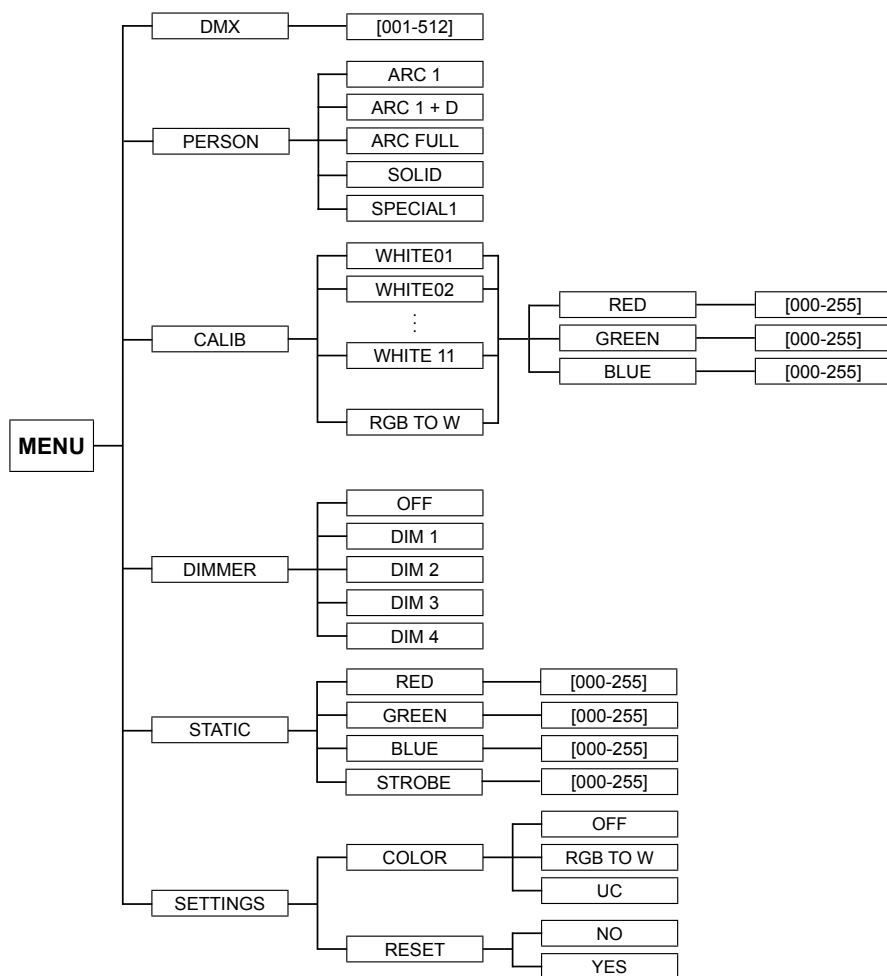 DMX [001-512]
ARC 1
ARC 1 + D
PERSON ARC FULL
SOLID
SPECIAL1
WHITE01
WHITE02
RED [000-255]
⋮
CALIB GREEN [000-255]
WHITE 11
BLUE [000-255]
RGB TO W
MENU
OFF
DIM 1
DIMMER DIM 2
DIM 3
DIM 4
RED [000-255]
GREEN [000-255]
STATIC
BLUE [000-255]
STROBE [000-255]
OFF
COLOR RGB TO W
UC
SETTINGS
NO
RESET
YES